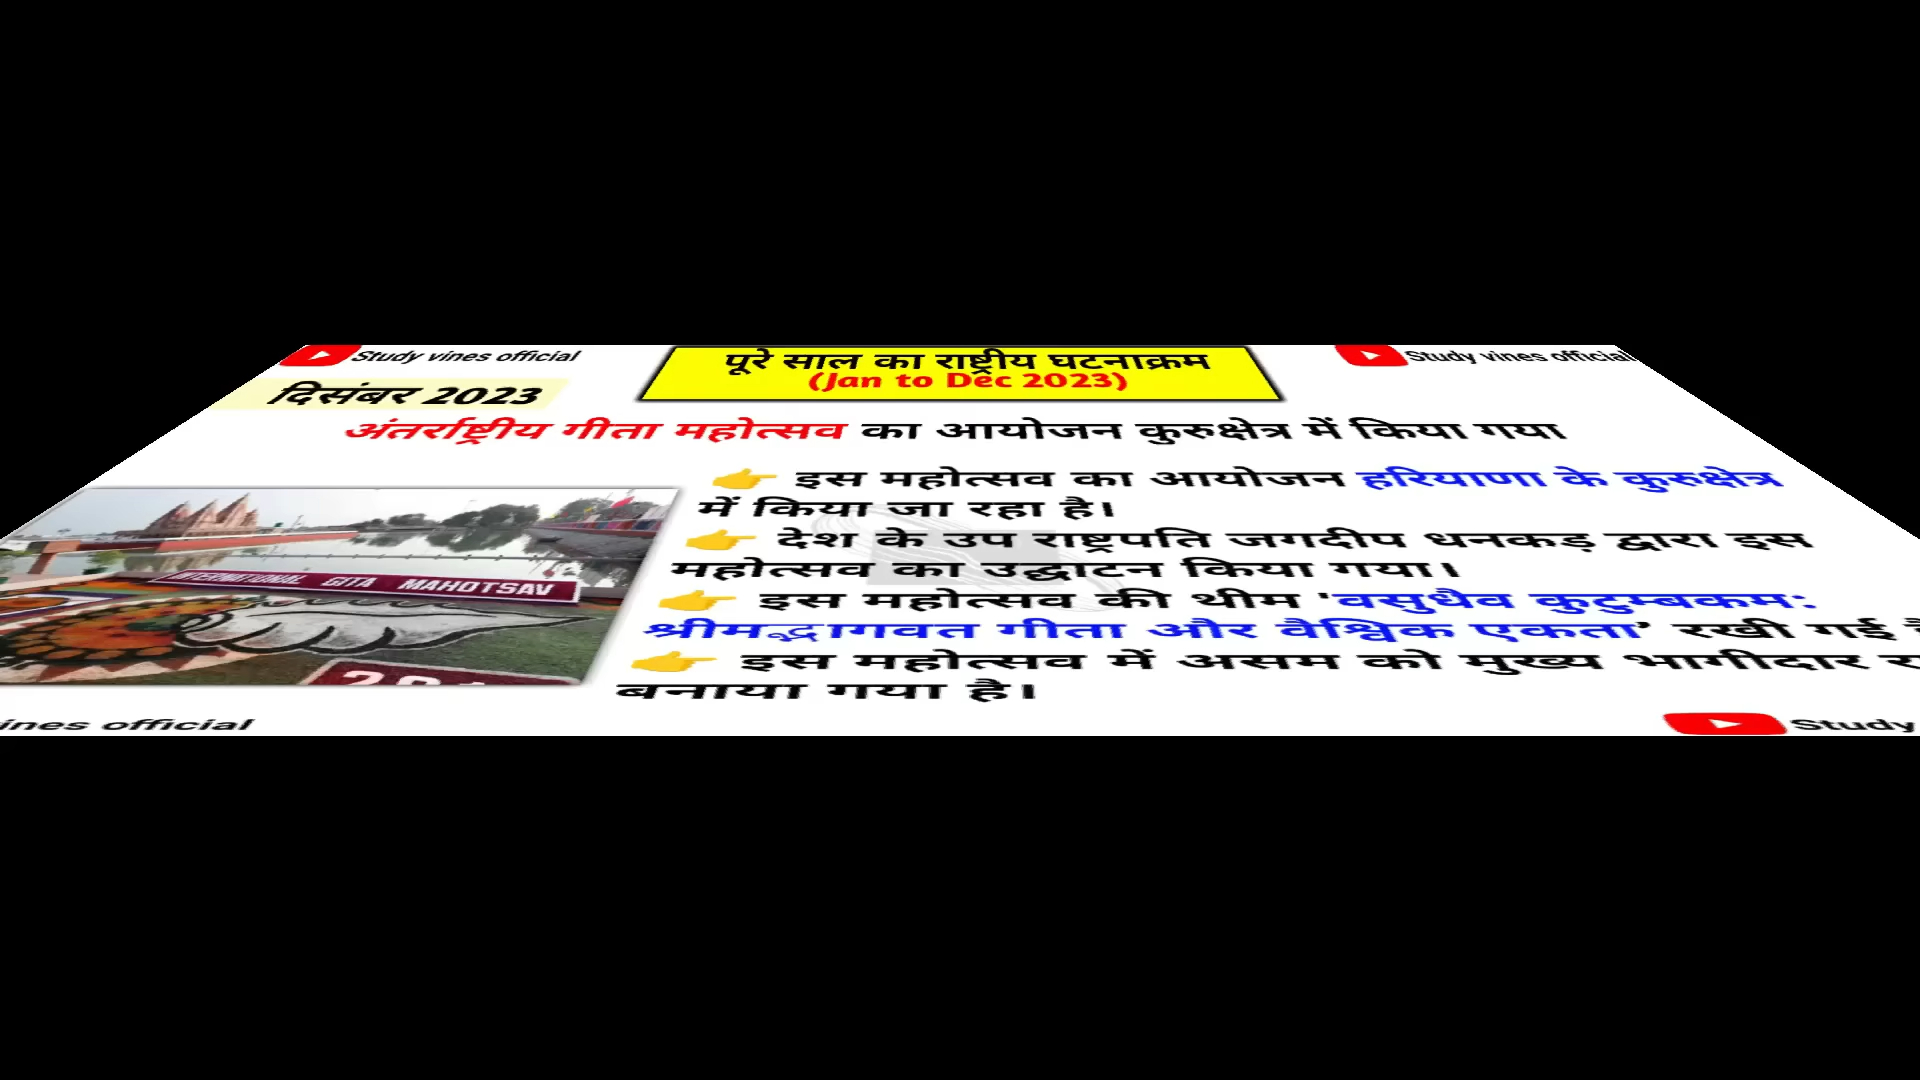 Study vines official
पूरे साल का राष्ट्रीय घटनाक्रम
Study vines official
(Jan to Dec 2023)
दिसंबर 2023
अंतर्राष्ट्रीय गीता महोत्सव का आयोजन कुरुक्षेत्र में किया गया
👉 इस महोत्सव का आयोजन हरियाणा के कुरुक्षेत्र
में किया जा रहा है।
👉 देश के उप राष्ट्रपति जगदीप धनकड़ द्वारा इस
महोत्सव का उद्घाटन किया गया।
👉 इस महोत्सव की थीम 'वसुधैव कुटुम्बकम:
श्रीमद्भागवत गीता और वैश्विक एकता’ रखी गई
👉 इस महोत्सव में असम को मुख्य भागीदार
बनाया गया है।
INTERNATIONAL GITA MAHOTSAV
official
Study